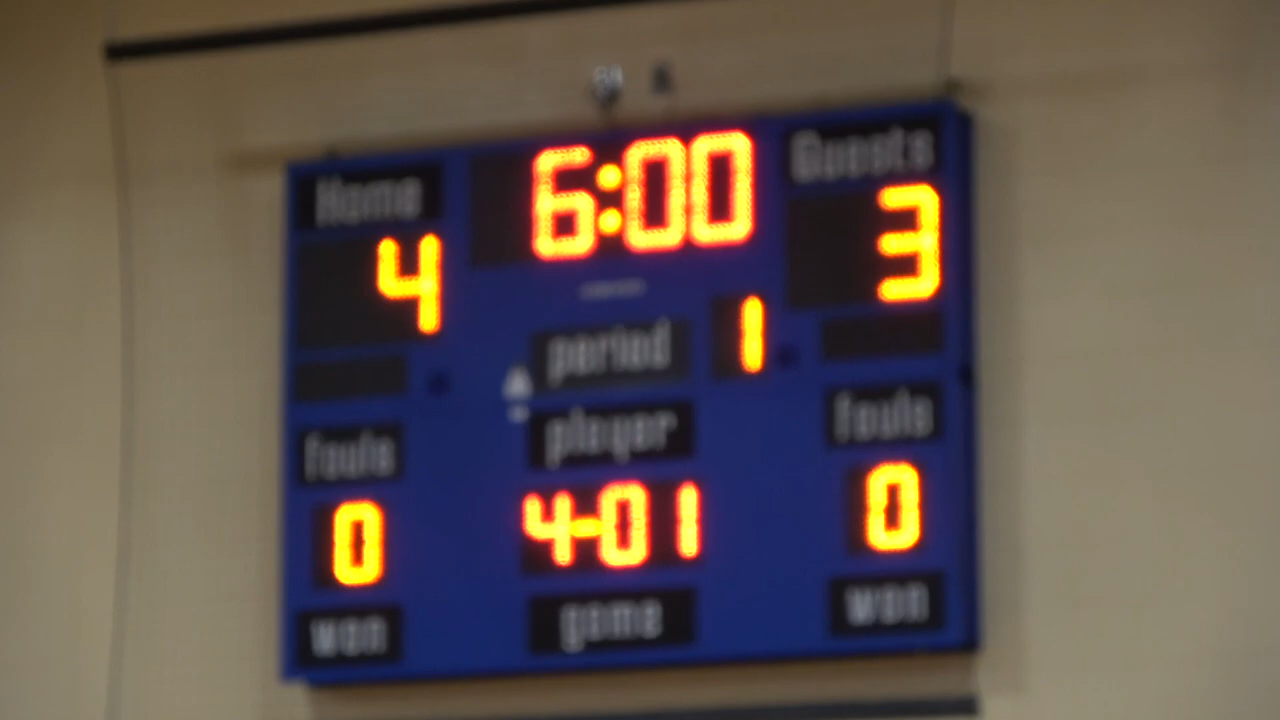 Home 6:00 Guests
4 3
period 1
player
fouls fouls
0 4-01 0
won game won